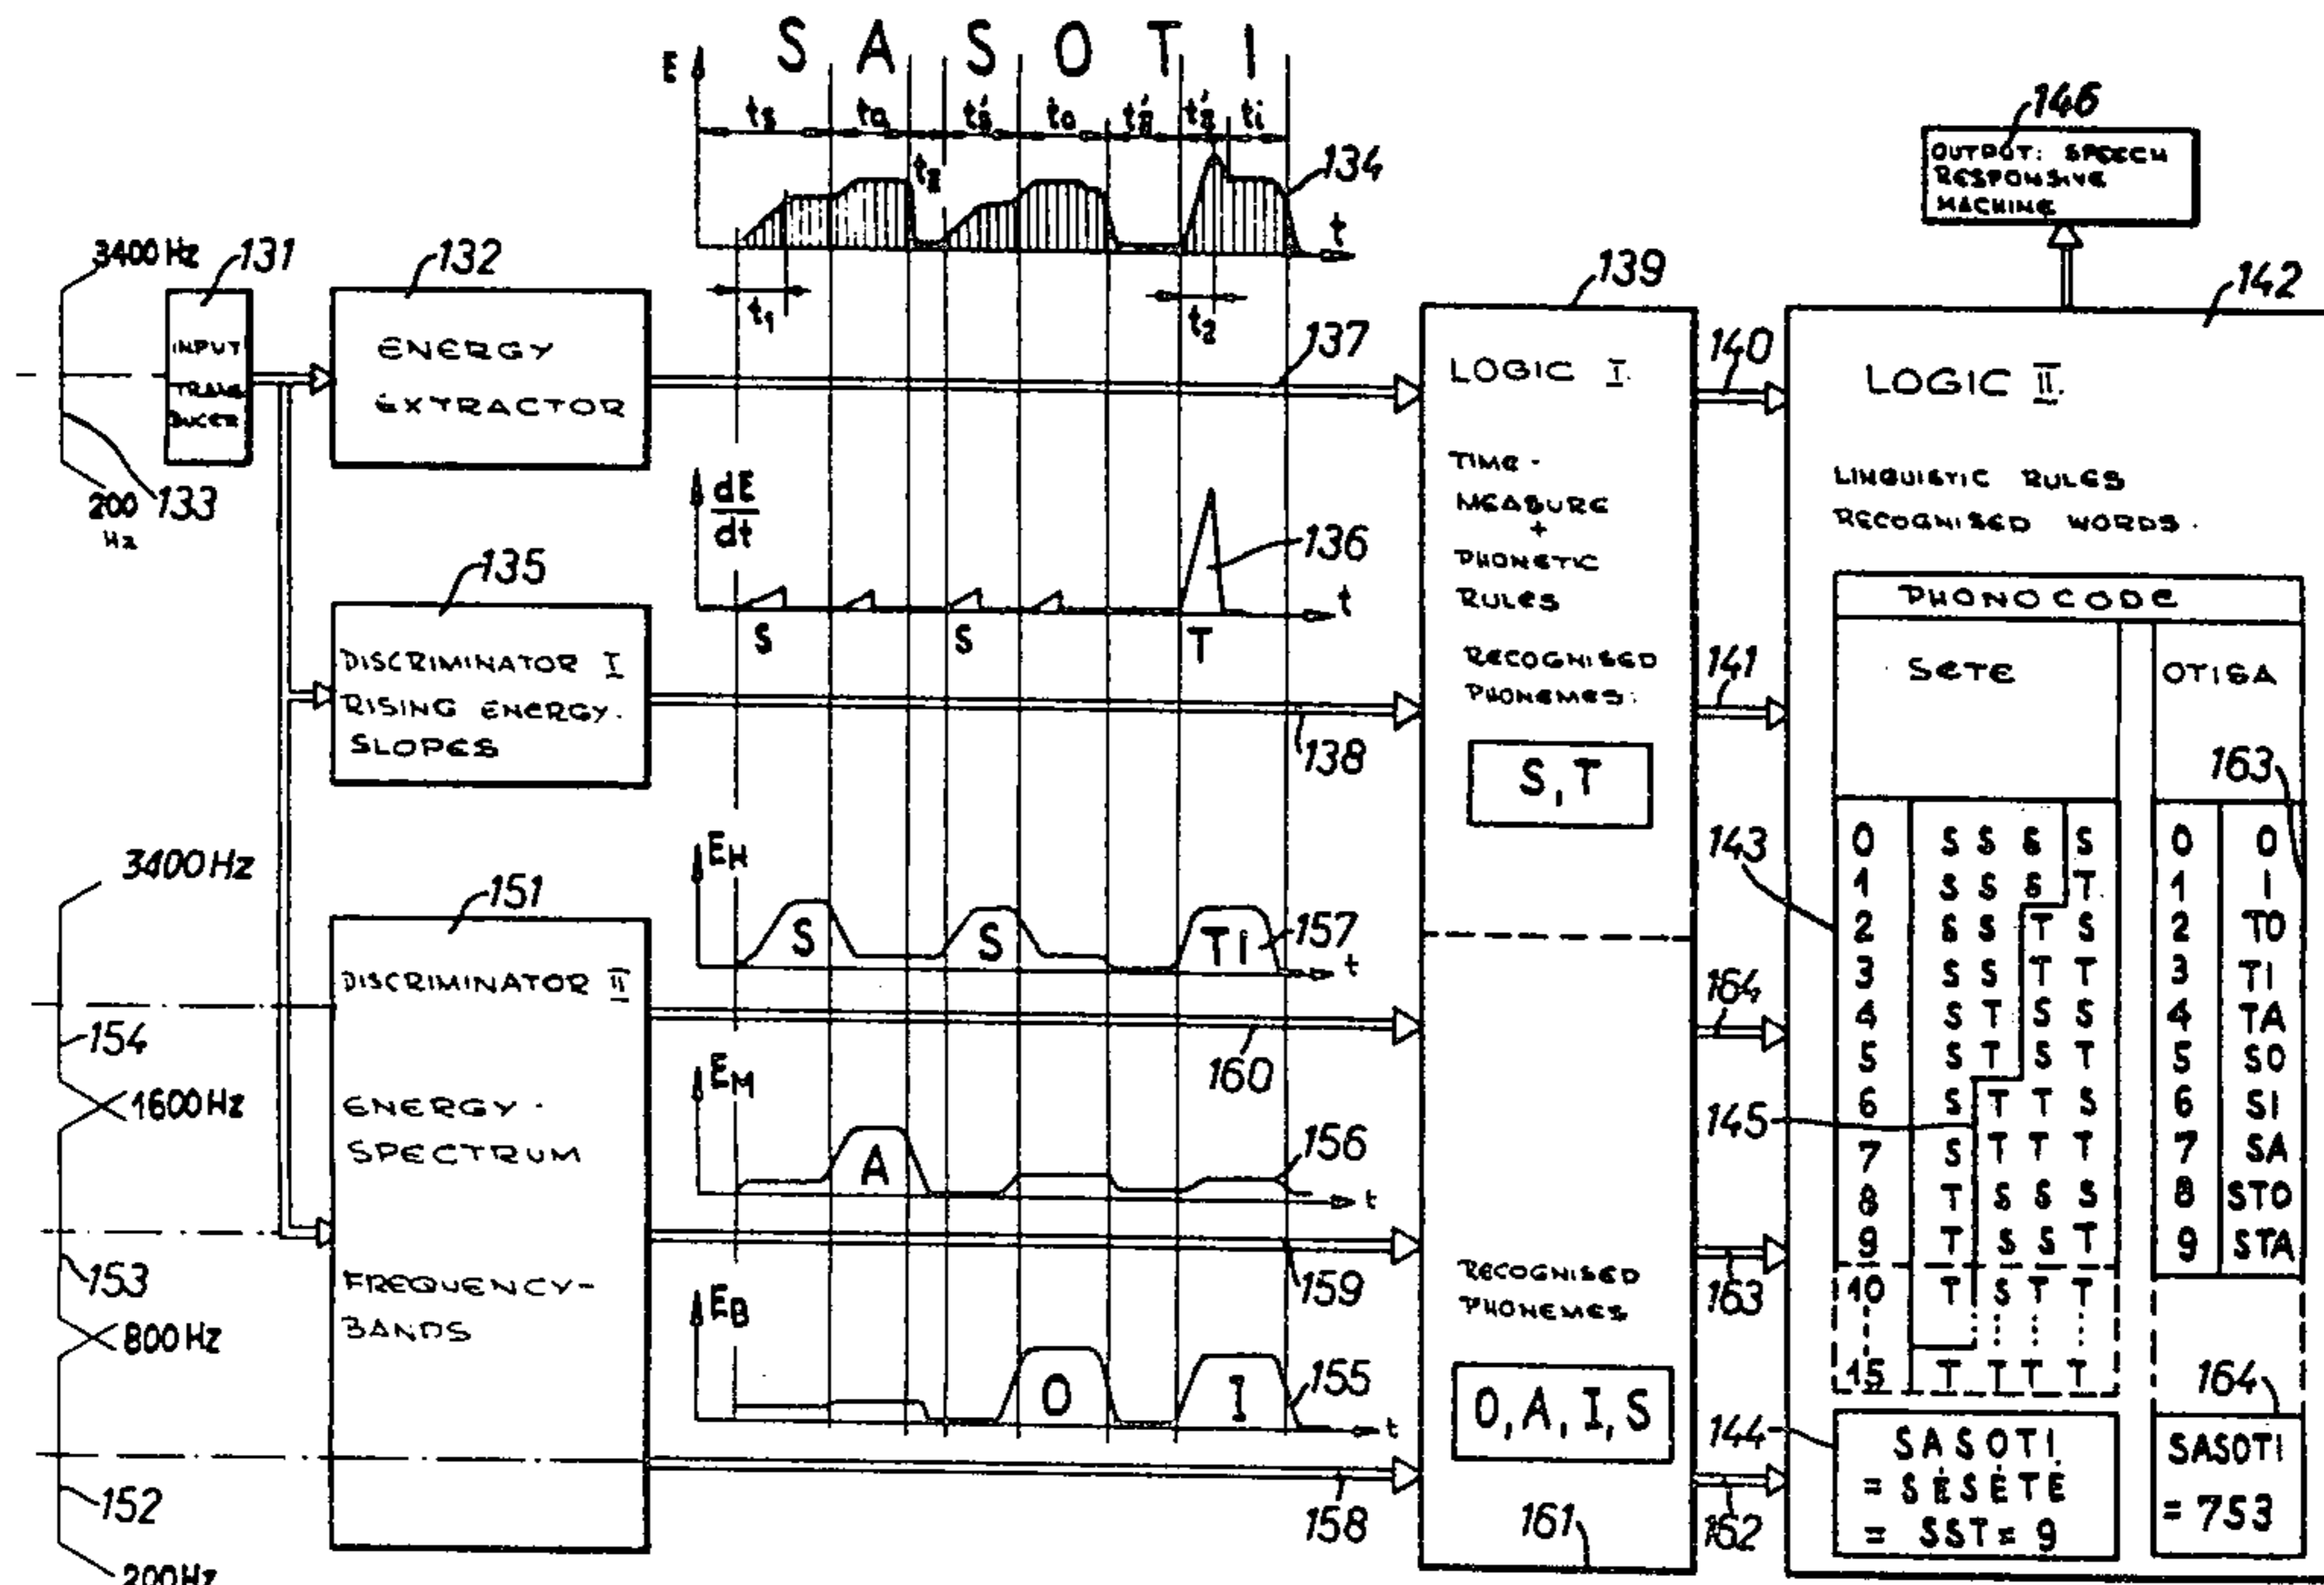 S A S O T I
E
ts ta t's to t'g t'g ti
tg
134
t
t1 t2
146
OUTPUT: SPEECH
RESPONSIVE
MACHINE
3400 Hz
131
132
133
200
Hz
INPUT
TRANS
DUCER
ENERGY
EXTRACTOR
137
139
LOGIC I.
TIME-
MEASURE
+
PHONETIC
RULES
RECOGNISED
PHONEMES:
S, T
140
141
142
LOGIC II.
LINGUISTIC RULES
RECOGNISED WORDS.
135
DISCRIMINATOR I
RISING ENERGY.
SLOPES
dE
dt
136
t
S S T
138
PHONOCODE
SETE OTISA
163
143
0 S S S S 0 O
1 S S S T 1 I
2 S S T S 2 TO
3 S S T T 3 TI
4 S T S S 4 TA
5 S T S T 5 SO
6 S T T S 6 SI
7 S T T T 7 SA
8 T S S S 8 STO
9 T S S T 9 STA
10 T S T T
15 T T T T
145
144
SASOTI
= SESETE
= SST = 9
164
SASOTI
= 753
3400 Hz
151
DISCRIMINATOR II
ENERGY-
SPECTRUM
FREQUENCY-
BANDS
154
1600 Hz
153
800 Hz
152
200Hz
EH
S S TI
157
t
160
EM
A
156
t
159
EB
O I
155
t
158
RECOGNISED
PHONEMES
O, A, I, S
161
164
163
162